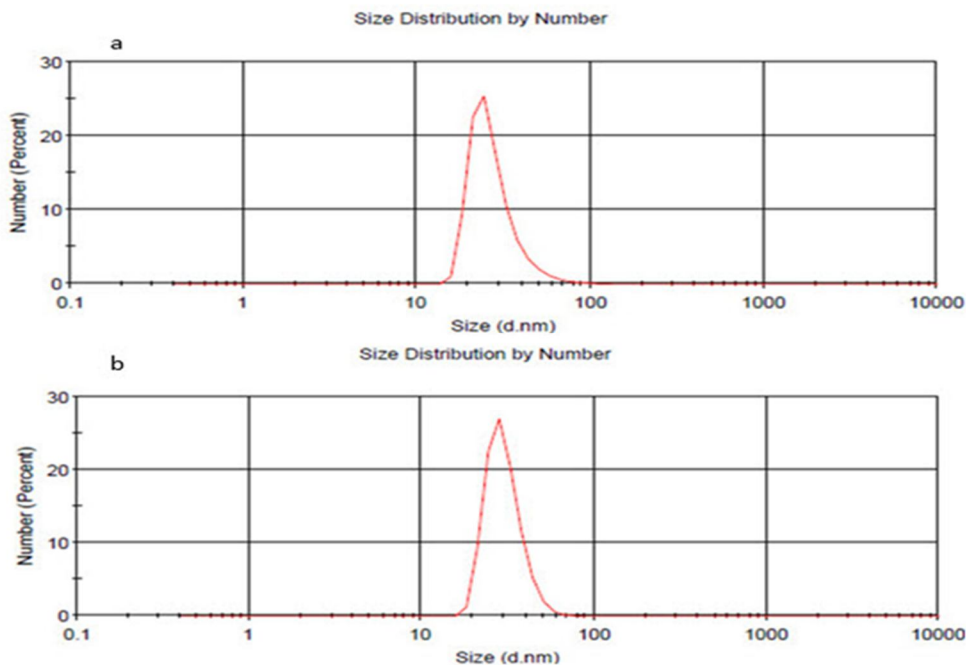 Size Distribution by Number
a
Number (Percent)
30
20
10
0
0.1 1 10 100 1000 10000
Size (d.nm)
Size Distribution by Number
b
Number (Percent)
30
20
10
0
0.1 1 10 100 1000 10000
Size (d.nm)